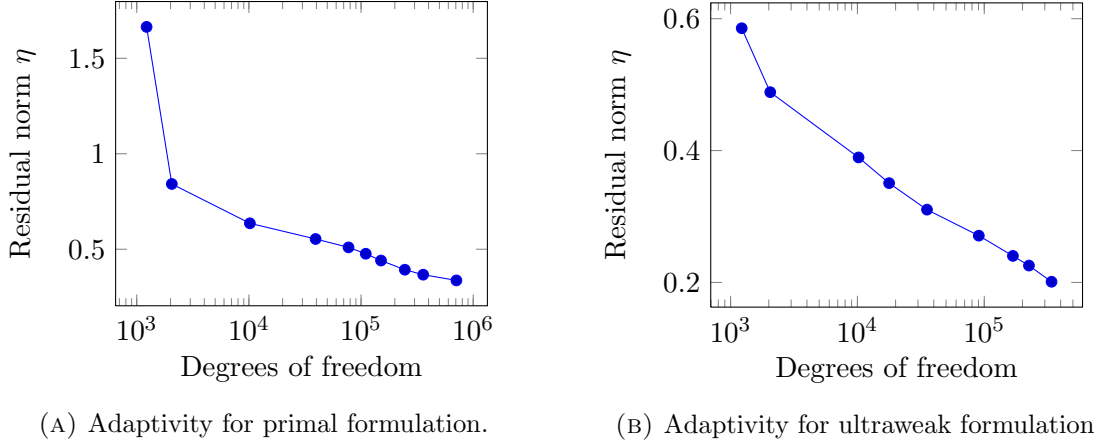 Residual norm η
1.5
1
0.5
10^3
10^4
10^5
10^6
Degrees of freedom
(A) Adaptivity for primal formulation.
Residual norm η
0.6
0.4
0.2
10^3
10^4
10^5
Degrees of freedom
(B) Adaptivity for ultraweak formulation